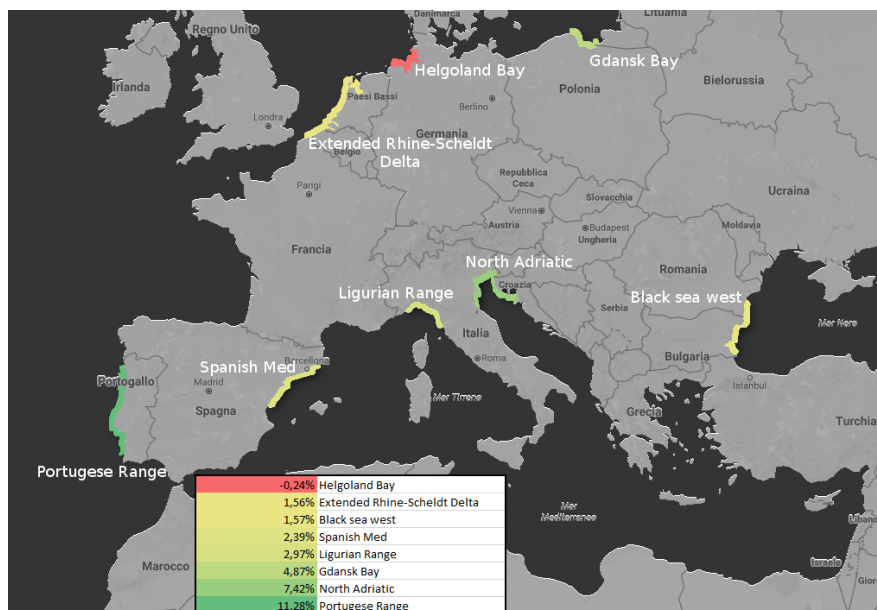 Danimarca
Lituania
Regno Unito
Helgoland Bay
Gdansk Bay
Irlanda
Bielorussia
Paesi Bassi
Berlino
Polonia
Londra
Germania
Extended Rhine-Scheldt
Delta
Belgio
Repubblica
Ceca
Parigi
Ucraina
Slovacchia
Vienna
Moldavia
Austria
Budapest
Ungheria
Francia
North Adriatic
Romania
Croazia
Ligurian Range
Black sea west
Serbia
Mar Nero
Italia
Spanish Med
Barcellona
Roma
Bulgaria
Portogallo
Madrid
Istanbul
Mar Tirreno
Spagna
Grecia
Turchia
Portugese Range
-0,24% Helgoland Bay
1,56% Extended Rhine-Scheldt Delta
1,57% Black sea west
2,39% Spanish Med
2,97% Ligurian Range
4,87% Gdansk Bay
7,42% North Adriatic
11,28% Portugese Range
Mar
Mediterraneo
Marocco
Libano
Israele
Gior